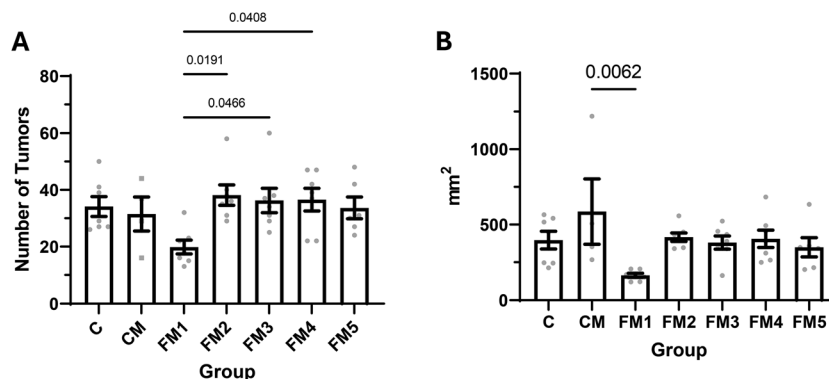 A
0.0408
0.0191
0.0466
80
60
40
20
0
Number of Tumors
C
CM
FM1
FM2
FM3
FM4
FM5
Group
B
0.0062
1500
1000
500
0
mm²
C
CM
FM1
FM2
FM3
FM4
FM5
Group